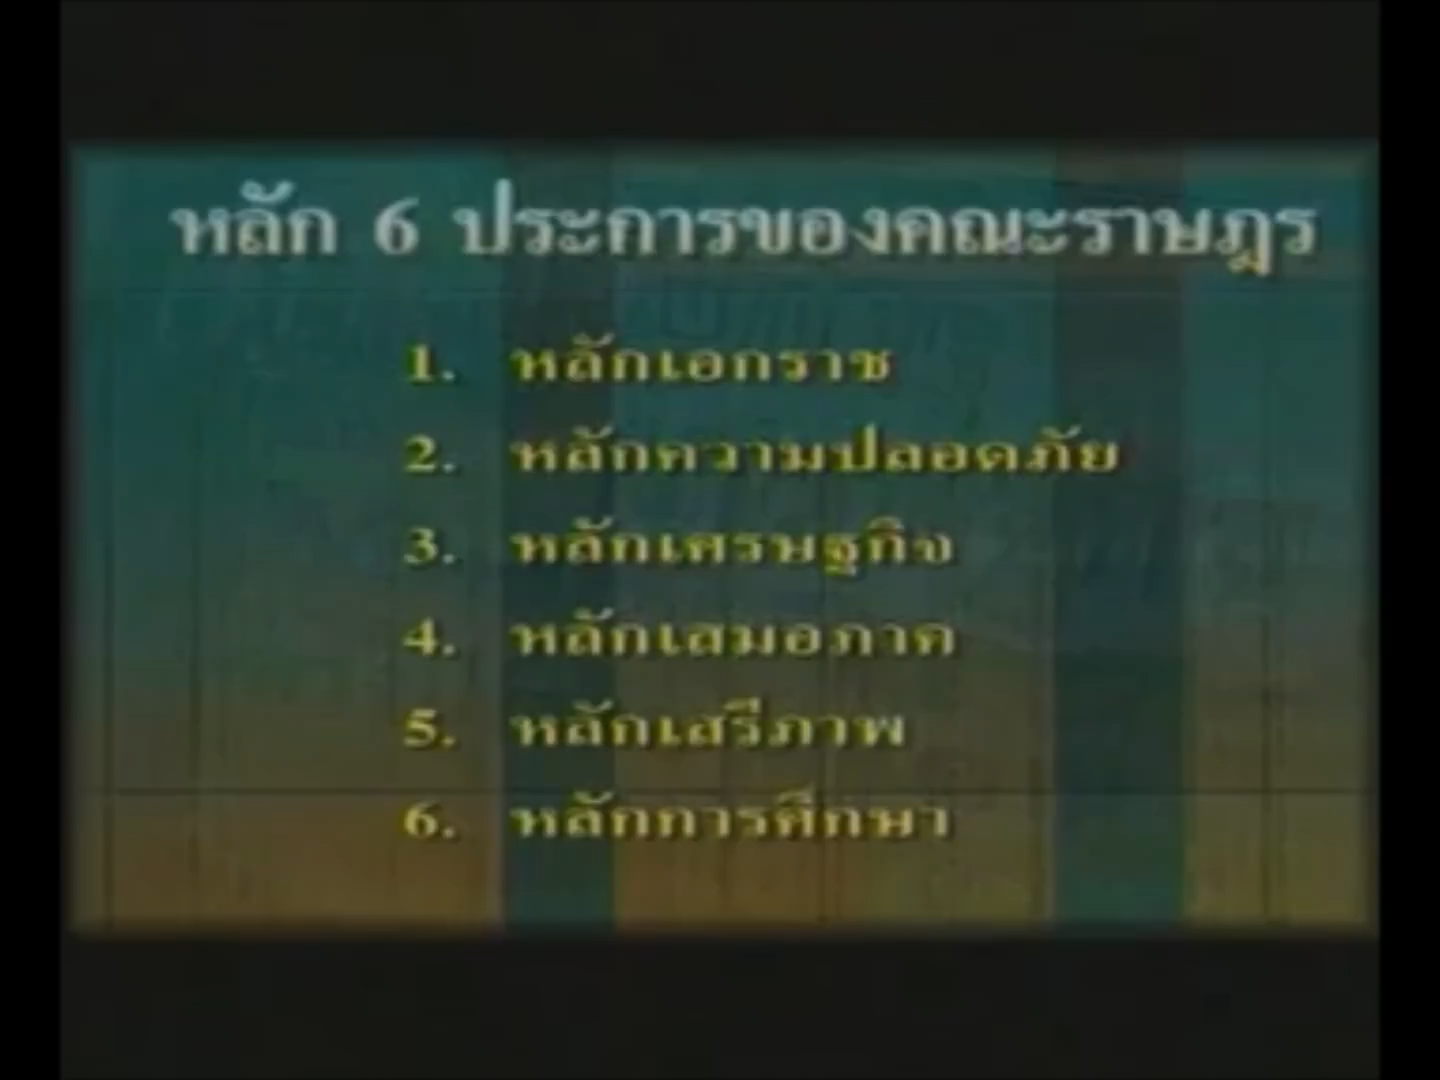 หลัก 6 ประการของคณะราษฎร
1. หลักเอกราช
2. หลักความปลอดภัย
3. หลักเศรษฐกิจ
4. หลักเสมอภาค
5. หลักเสรีภาพ
6. หลักการศึกษา